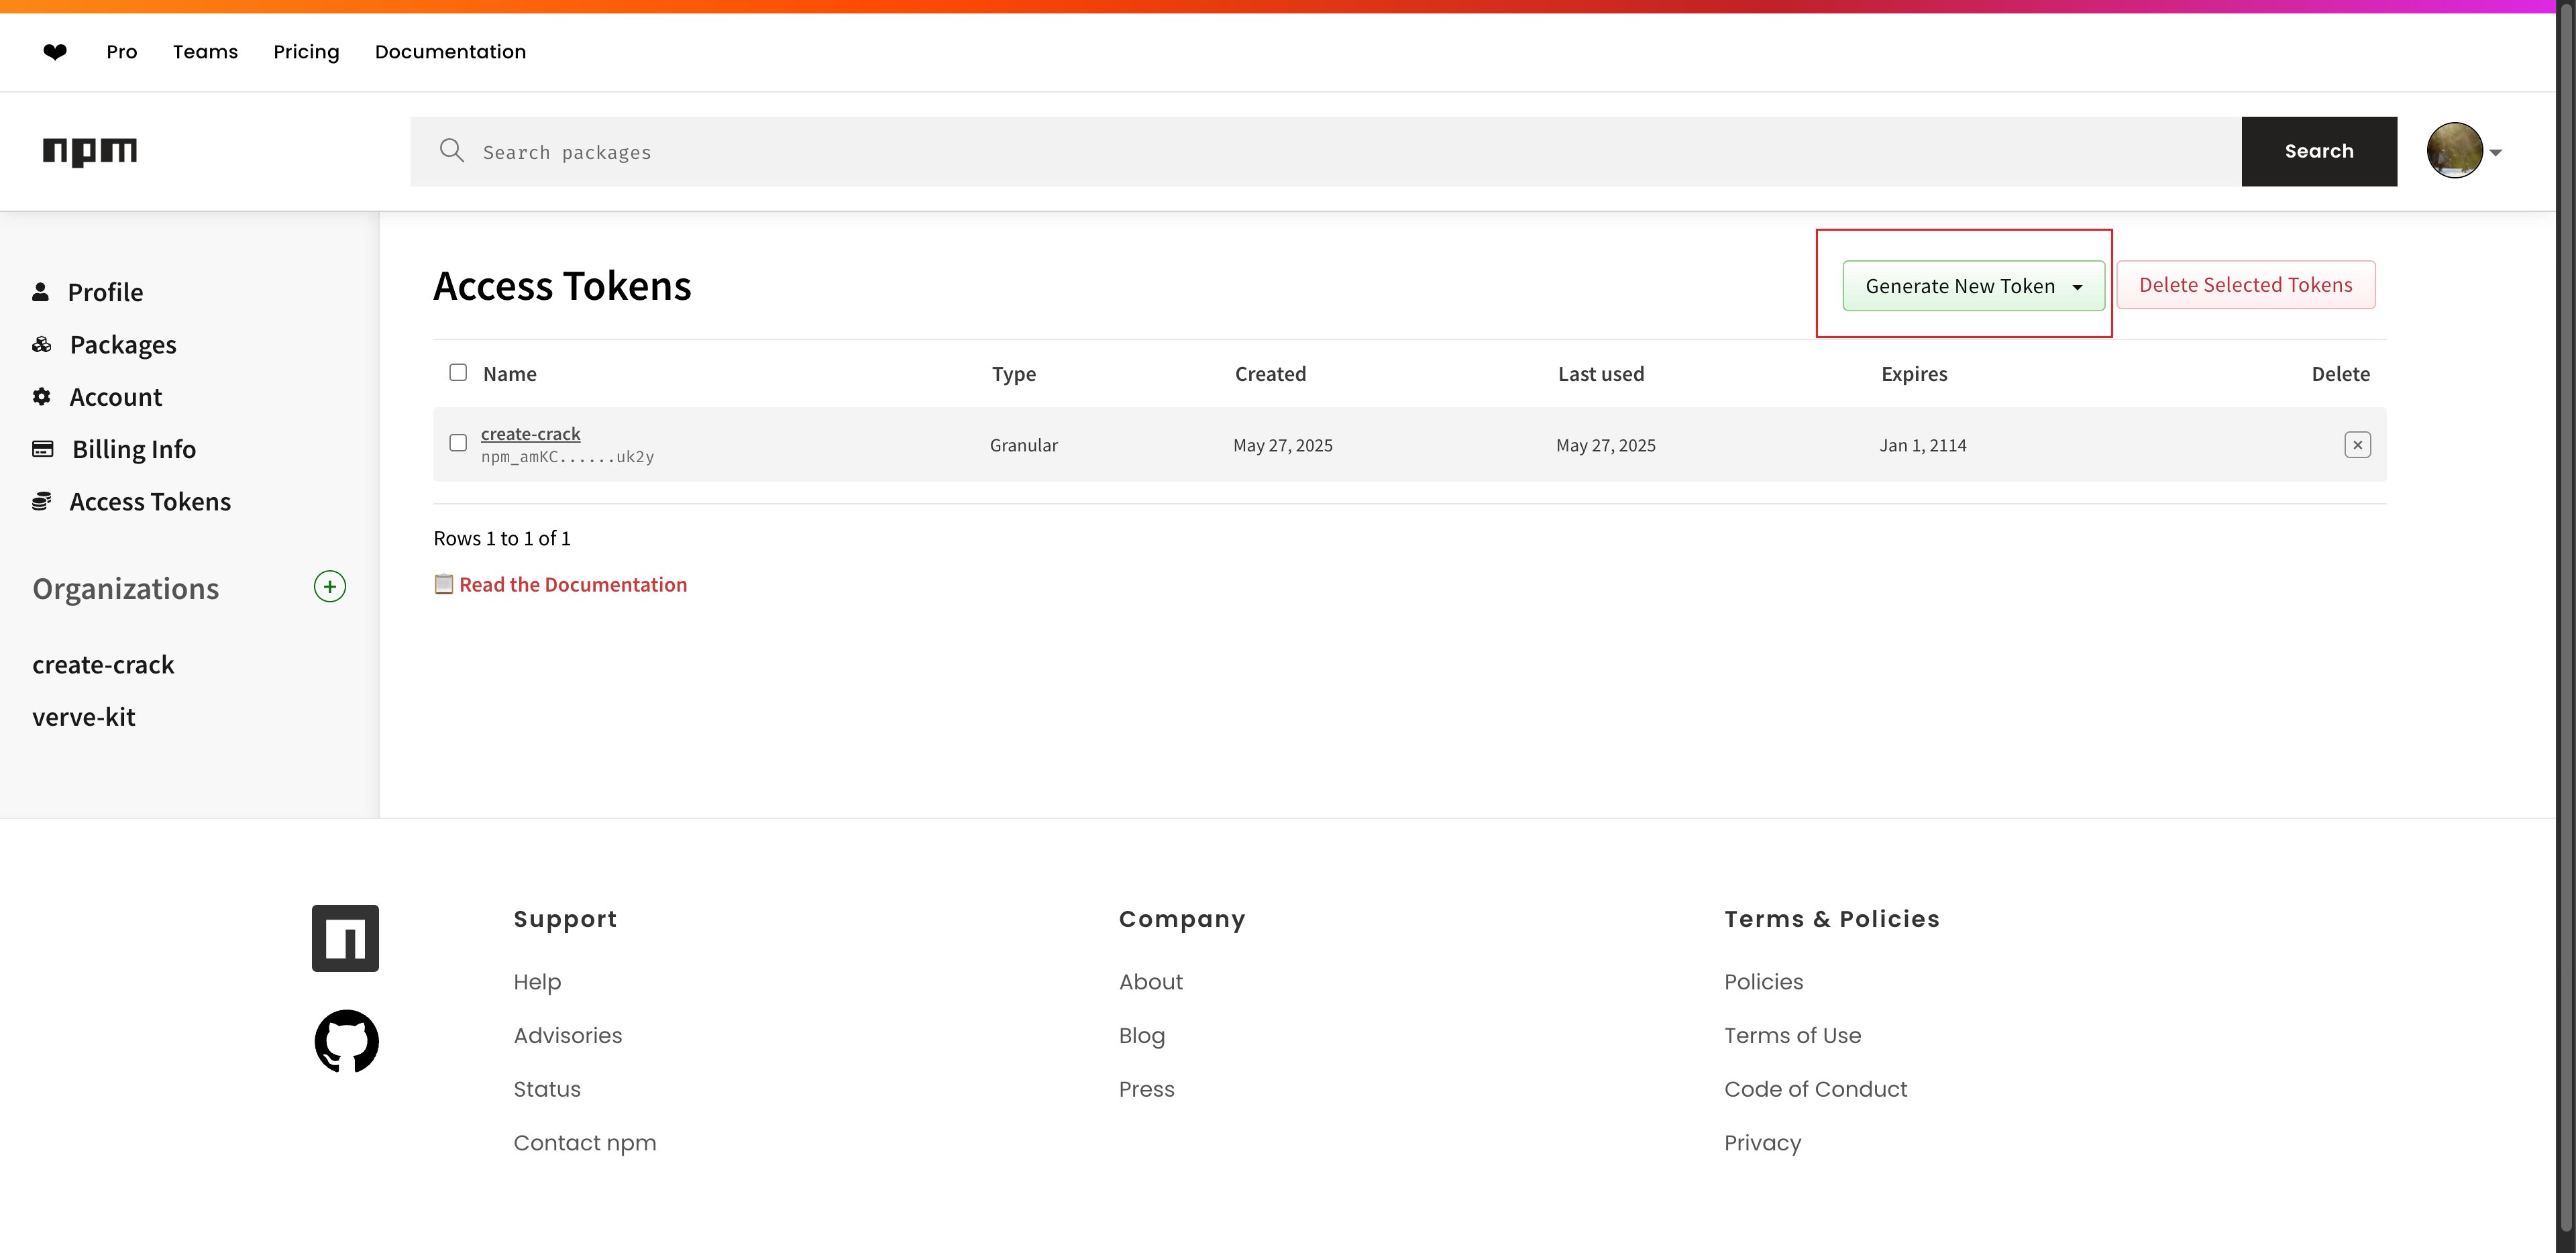 ❤ Pro Teams Pricing Documentation
npm
Search packages
Search
Profile
Packages
Account
Billing Info
Access Tokens
Organizations
create-crack
verve-kit
Access Tokens
Generate New Token
Delete Selected Tokens
Name Type Created Last used Expires Delete
create-crack
npm_amKC......uk2y
Granular May 27, 2025 May 27, 2025 Jan 1, 2114
Rows 1 to 1 of 1
Read the Documentation
Support
Help
Advisories
Status
Contact npm
Company
About
Blog
Press
Terms & Policies
Policies
Terms of Use
Code of Conduct
Privacy